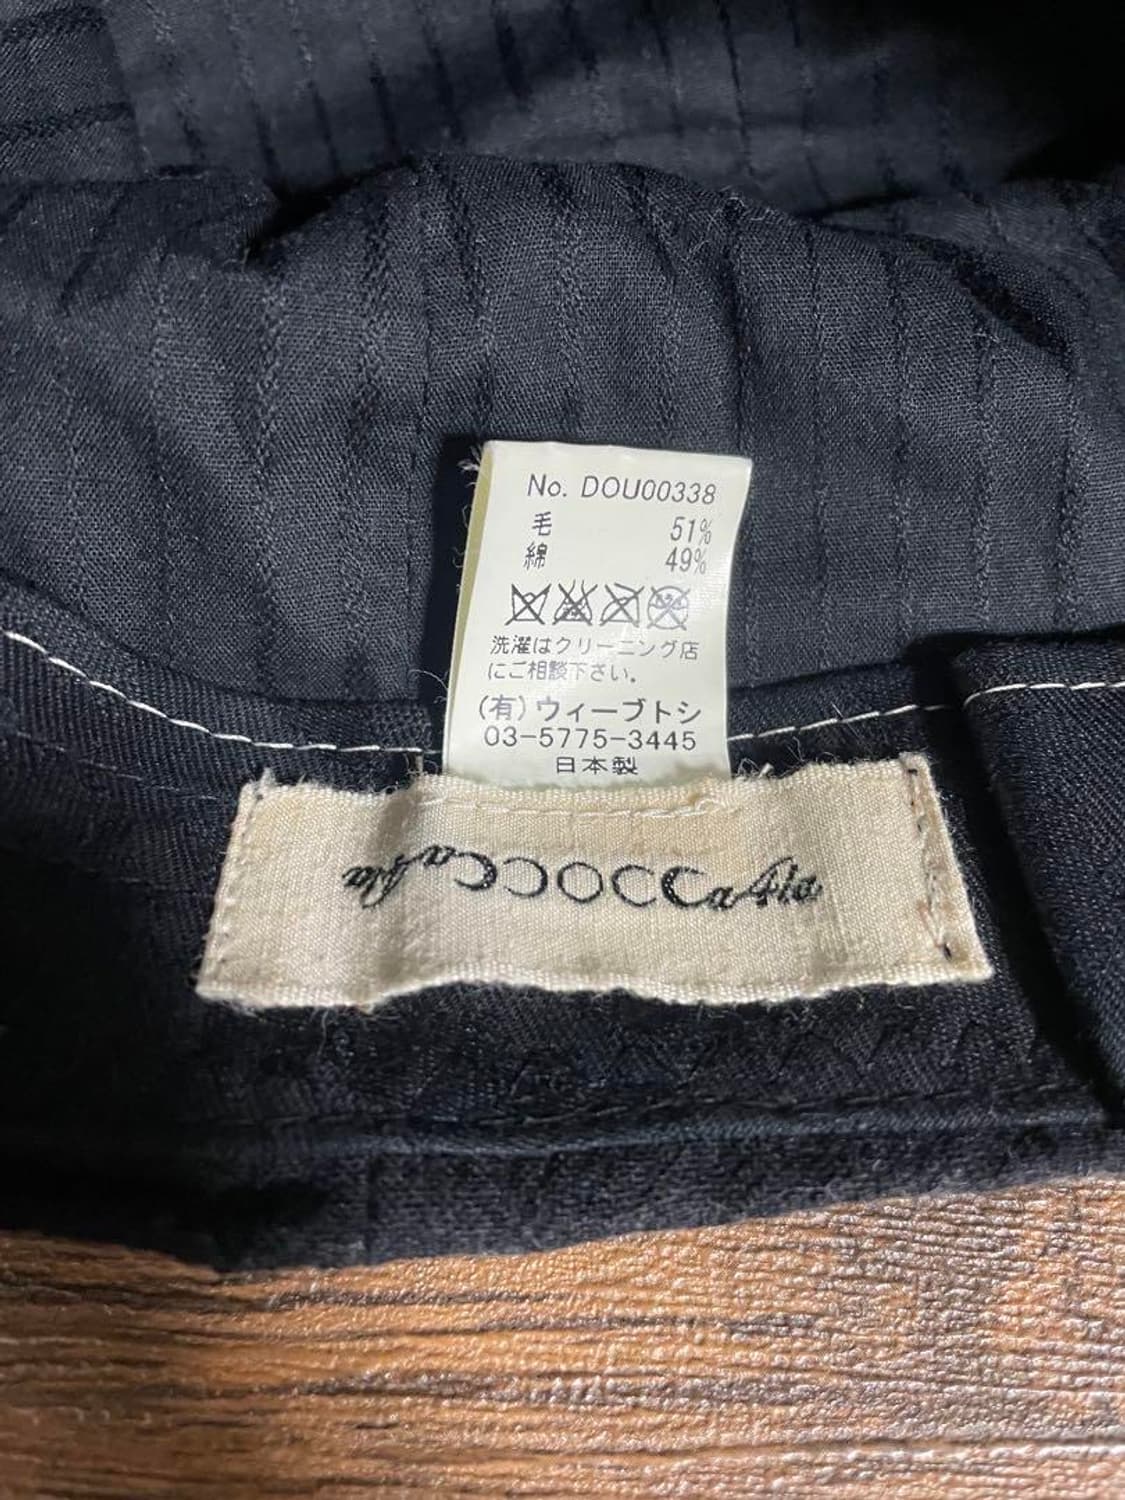 No. DOU00338
毛 51%
綿 49%
洗濯はクリーニング店
にご相談下さい。
(有)ウィーブトシ
03-5775-3445
日本製